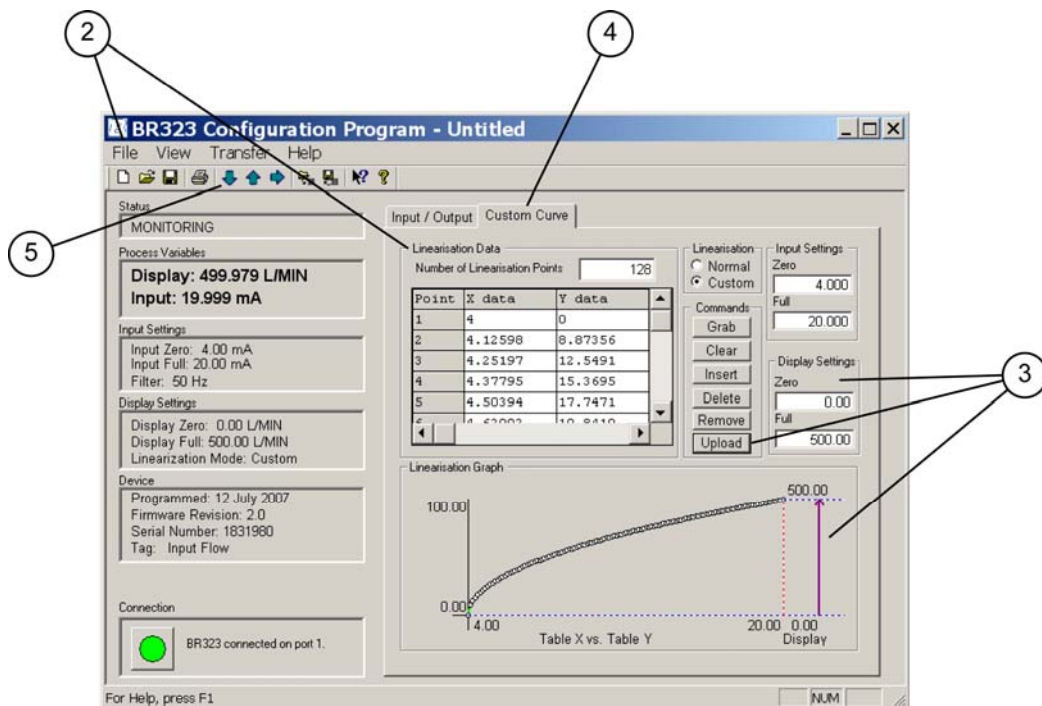 2
4
BR323 Configuration Program - Untitled
File View Transfer Help
5
Status
MONITORING
Process Variables
Display: 499.979 L/MIN
Input: 19.999 mA
Input Settings
Input Zero: 4.00 mA
Input Full: 20.00 mA
Filter: 50 Hz
Display Settings
Display Zero: 0.00 L/MIN
Display Full: 500.00 L/MIN
Linearization Mode: Custom
Device
Programmed: 12 July 2007
Firmware Revision: 2.0
Serial Number: 1831980
Tag: Input Flow
Connection
BR323 connected on port 1.
Input / Output Custom Curve
Linearisation Data
Number of Linearisation Points 128
Point X data Y data
1 4 0
2 4.12598 8.87356
3 4.25197 12.5491
4 4.37795 15.3695
5 4.50394 17.7471
Linearisation
Normal
Custom
Commands
Grab
Clear
Insert
Delete
Remove
Upload
Input Settings
Zero
4.000
Full
20.000
Display Settings
Zero
0.00
Full
500.00
3
Linearisation Graph
100.00
500.00
0.00
4.00
20.00 0.00
Table X vs. Table Y
Display
For Help, press F1
NUM